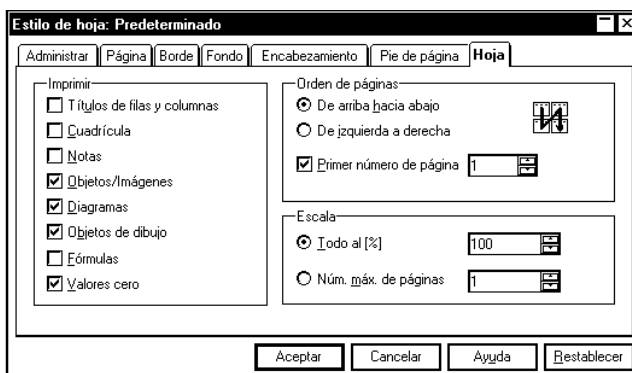 Estilo de hoja: Predeterminado
Administrar Página Borde Fondo Encabezamiento Pie de página Hoja
Imprimir
Títulos de filas y columnas
Cuadrícula
Notas
Objetos/Imágenes
Diagramas
Objetos de dibujo
Fórmulas
Valores cero
Orden de páginas
De arriba hacia abajo
De izquierda a derecha
Primer número de página 1
Escala
Todo al [%] 100
Núm. máx. de páginas 1
Aceptar Cancelar Ayuda Restablecer